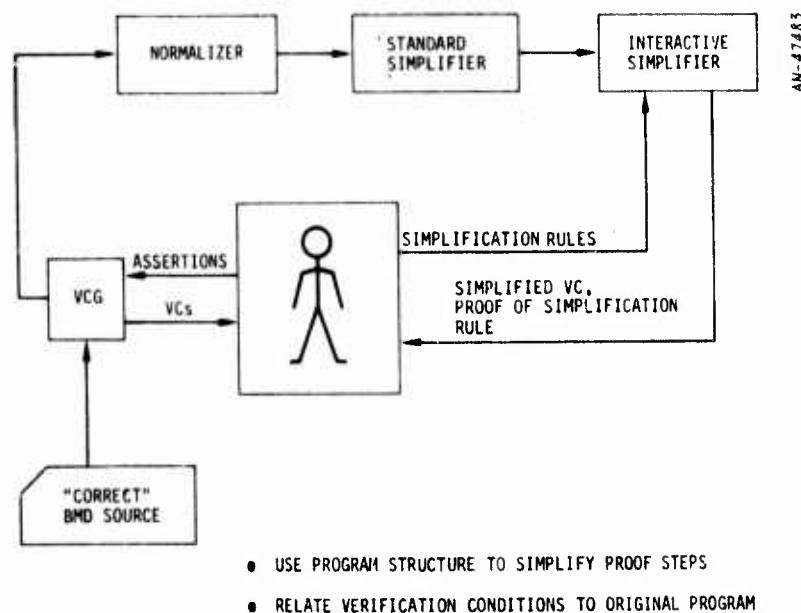 NORMALIZER
STANDARD
SIMPLIFIER
INTERACTIVE
SIMPLIFIER
AN-47483
SIMPLIFICATION RULES
ASSERTIONS
VCG
VCs
SIMPLIFIED VC,
PROOF OF SIMPLIFICATION
RULE
"CORRECT"
BMD SOURCE
• USE PROGRAM STRUCTURE TO SIMPLIFY PROOF STEPS
• RELATE VERIFICATION CONDITIONS TO ORIGINAL PROGRAM